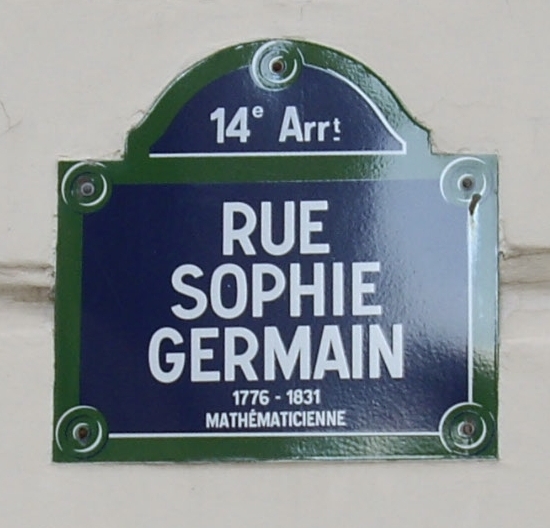 14e Arrt
RUE
SOPHIE
GERMAIN
1776 - 1831
MATHÉMATICIENNE